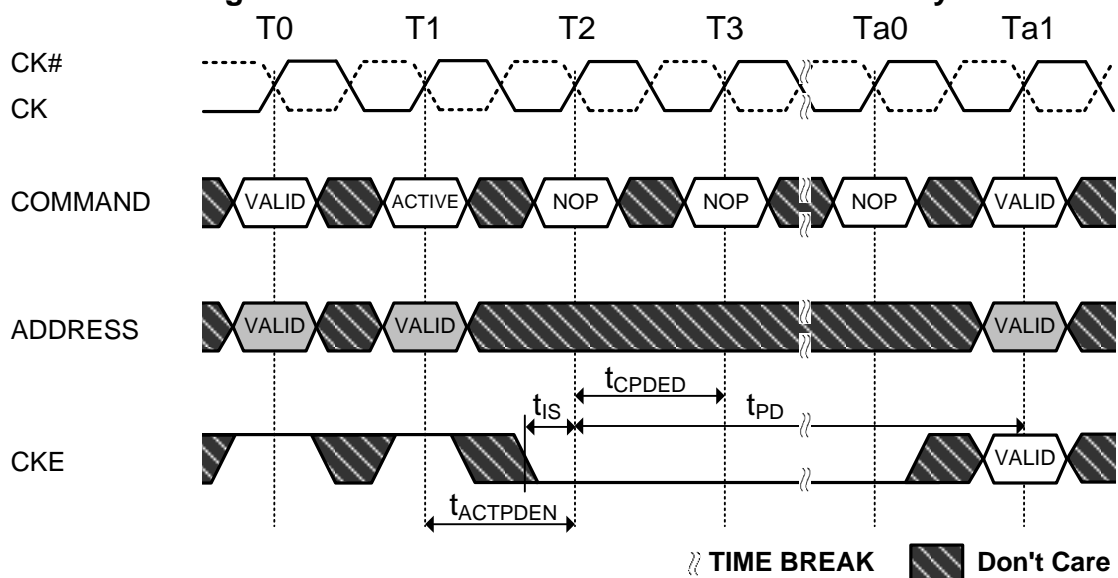 T0 T1 T2 T3 Ta0 Ta1
CK#
CK
COMMAND VALID ACTIVE NOP NOP NOP VALID
ADDRESS VALID VALID VALID
tCPDED
tIS tPD
CKE VALID
tACTPDEN
TIME BREAK Don't Care